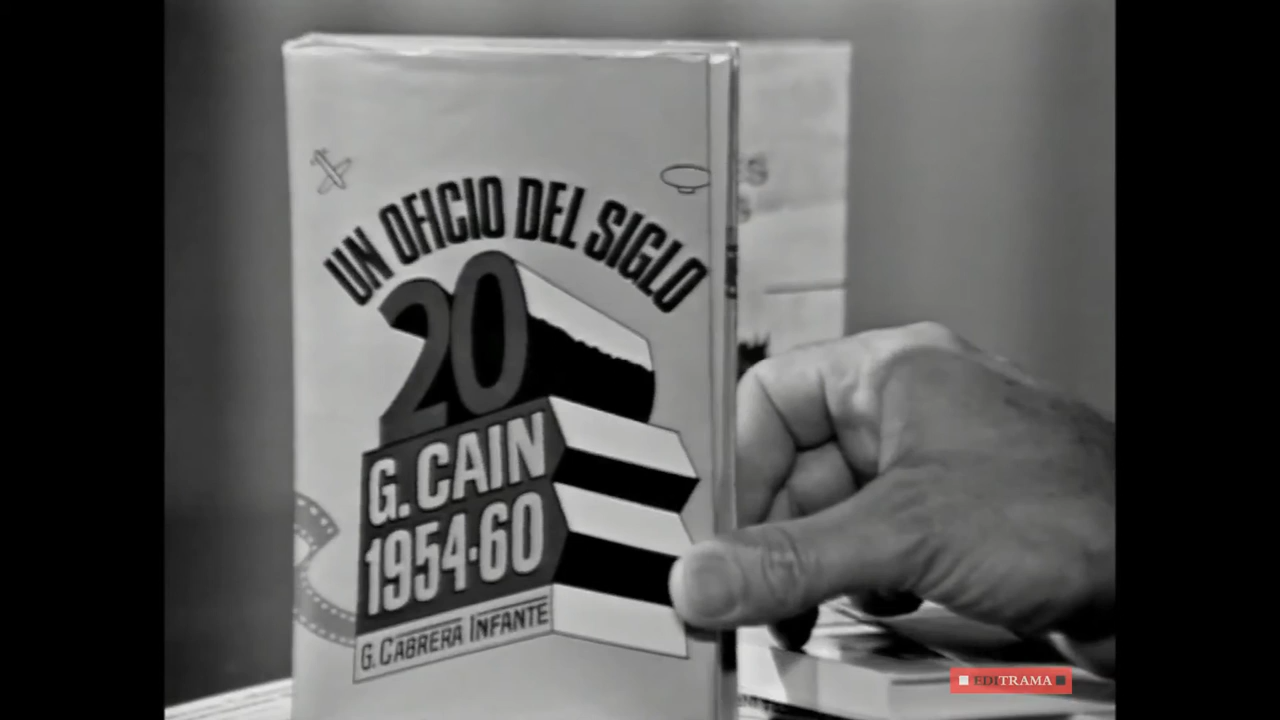 UN OFICIO DEL SIGLO
20
G. CAIN
1954-60
G. CABRERA INFANTE
EDITRAMA